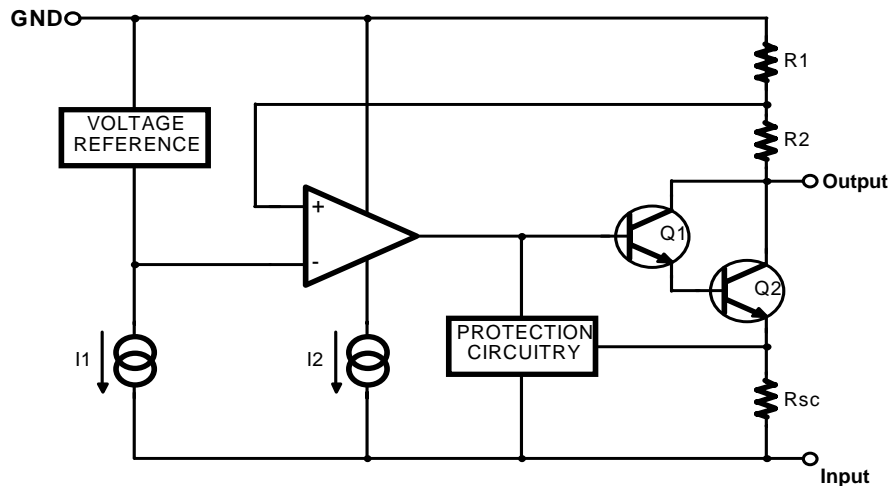 GND
R1
VOLTAGE
REFERENCE
R2
Output
+
Q1
-
Q2
PROTECTION
CIRCUITRY
I1
I2
Rsc
Input